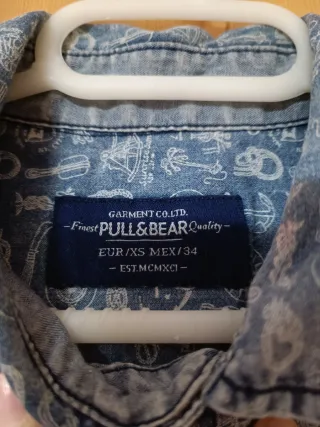 GARMENT CO.LTD.
-Finest PULL&BEAR Quality-
EUR/XS MEX/34
- EST.MCMXCI -